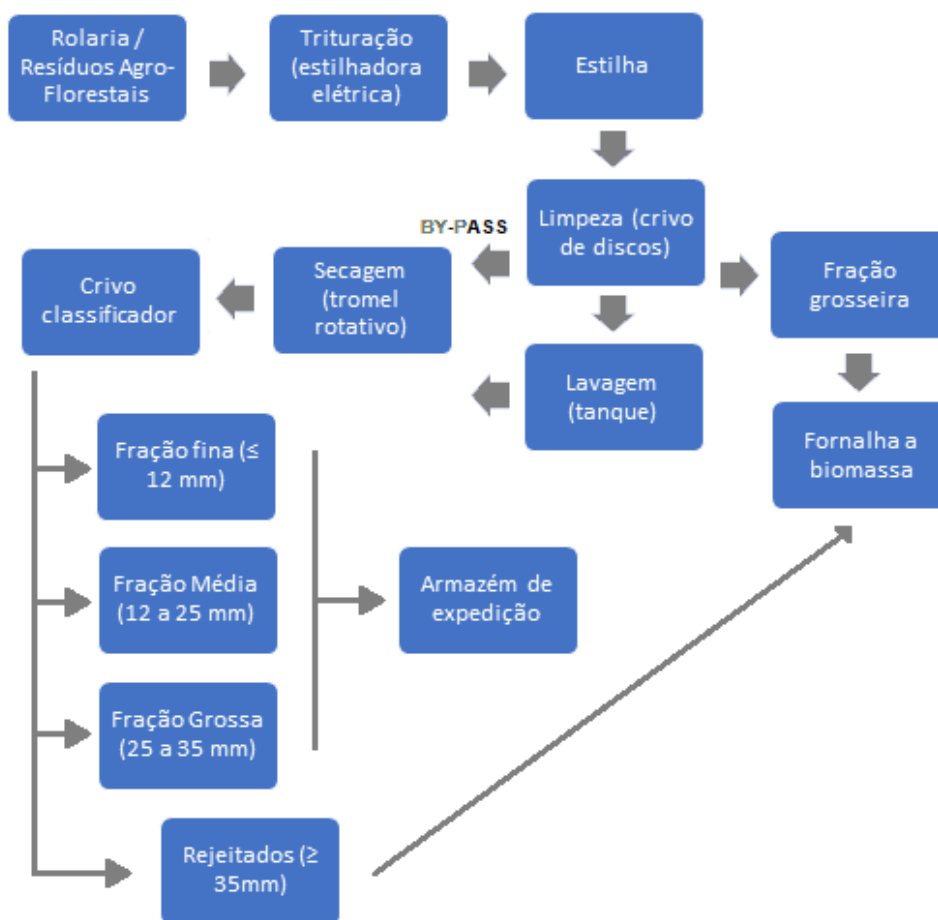 Rolaria /
Resíduos Agro-
Florestais
Trituração
(estilhadora
elétrica)
Estilha
Limpeza (crivo
de discos)
BY-PASS
Secagem
(tromel
rotativo)
Crivo
classificador
Fração
grosseira
Lavagem
(tanque)
Fornalha a
biomassa
Fração fina (≤
12 mm)
Fração Média
(12 a 25 mm)
Armazém de
expedição
Fração Grossa
(25 a 35 mm)
Rejeitados (≥
35mm)